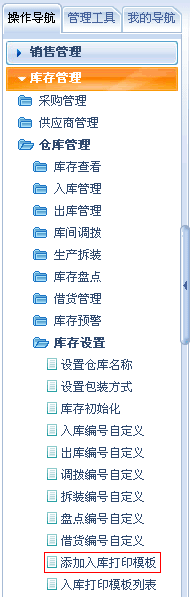 操作导航 管理工具 我的导航
销售管理
库存管理
采购管理
供应商管理
仓库管理
库存查看
入库管理
出库管理
库间调拨
生产拆装
库存盘点
借货管理
库存预警
库存设置
设置仓库名称
设置包装方式
库存初始化
入库编号自定义
出库编号自定义
调拨编号自定义
拆装编号自定义
盘点编号自定义
借货编号自定义
添加入库打印模板
入库打印模板列表